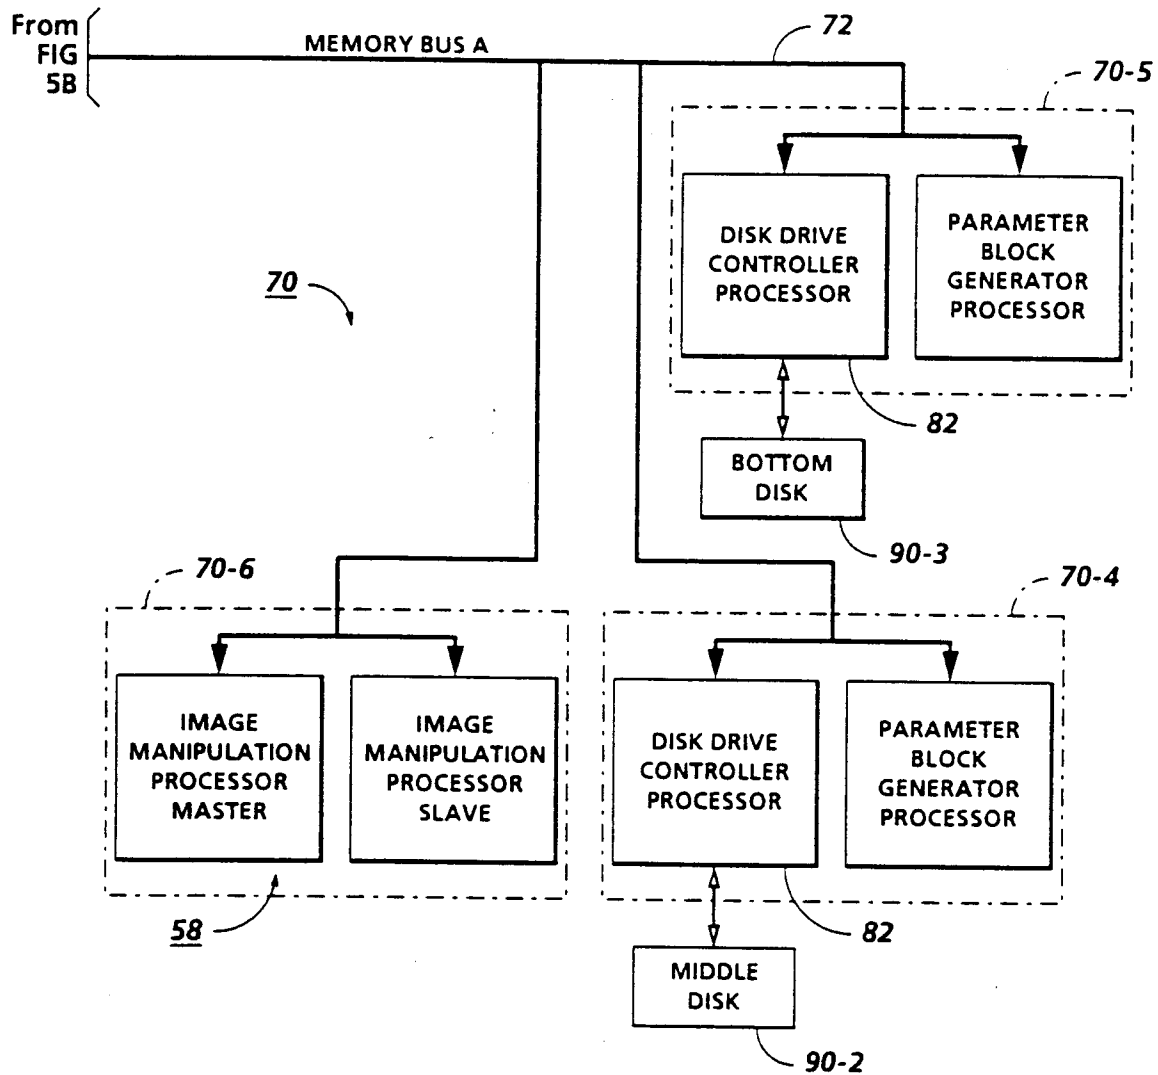 From
FIG
5B
MEMORY BUS A
72
70-5
DISK DRIVE
CONTROLLER
PROCESSOR
PARAMETER
BLOCK
GENERATOR
PROCESSOR
70
82
BOTTOM
DISK
90-3
70-6
70-4
IMAGE
MANIPULATION
PROCESSOR
MASTER
IMAGE
MANIPULATION
PROCESSOR
SLAVE
DISK DRIVE
CONTROLLER
PROCESSOR
PARAMETER
BLOCK
GENERATOR
PROCESSOR
58
82
MIDDLE
DISK
90-2